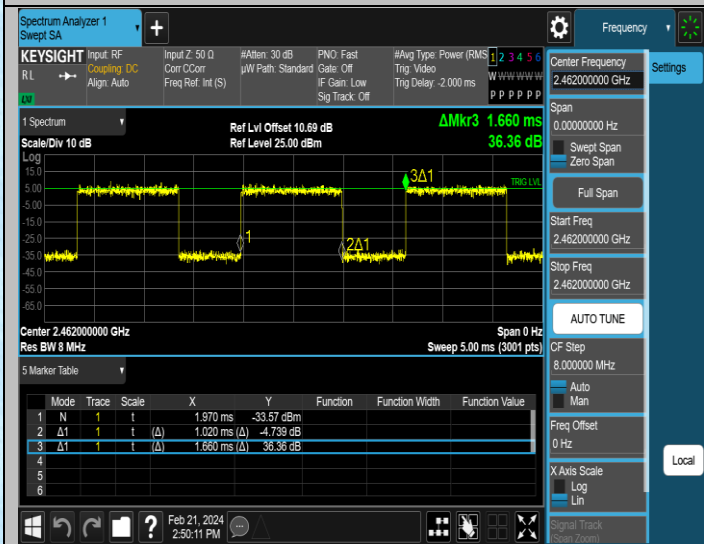 Spectrum Analyzer 1
Swept SA
Frequency
KEYSIGHT Input: RF
RL
Coupling: DC
Align: Auto
LXI
Input Z: 50 Ω
Corr CCorr
Freq Ref: Int (S)
#Atten: 30 dB
µW Path: Standard
PNO: Fast
Gate: Off
IF Gain: Low
Sig Track: Off
#Avg Type: Power (RMS
Trig: Video
Trig Delay: -2.000 ms
1 2 3 4 5 6
W W W W W W
P P P P P P
1 Spectrum
Scale/Div 10 dB
Log
Ref Lvl Offset 10.69 dB
Ref Level 25.00 dBm
ΔMkr3 1.660 ms
36.36 dB
15.0
5.00
-5.00
-15.0
-25.0
-35.0
-45.0
-55.0
-65.0
3Δ1
TRIG LVL
1
2Δ1
Center 2.462000000 GHz
Res BW 8 MHz
Span 0 Hz
Sweep 5.00 ms (3001 pts)
5 Marker Table
Mode Trace Scale X Y Function Function Width Function Value
1 N 1 t 1.970 ms -33.57 dBm
2 Δ1 1 t (Δ) 1.020 ms (Δ) -4.739 dB
3 Δ1 1 t (Δ) 1.660 ms (Δ) 36.36 dB
4
5
6
Feb 21, 2024
2:50:11 PM
Center Frequency
2.462000000 GHz
Span
0.00000000 Hz
Swept Span
Zero Span
Full Span
Start Freq
2.462000000 GHz
Stop Freq
2.462000000 GHz
AUTO TUNE
CF Step
8.000000 MHz
Auto
Man
Freq Offset
0 Hz
X Axis Scale
Log
Lin
Signal Track
(Span Zoom)
Settings
Local